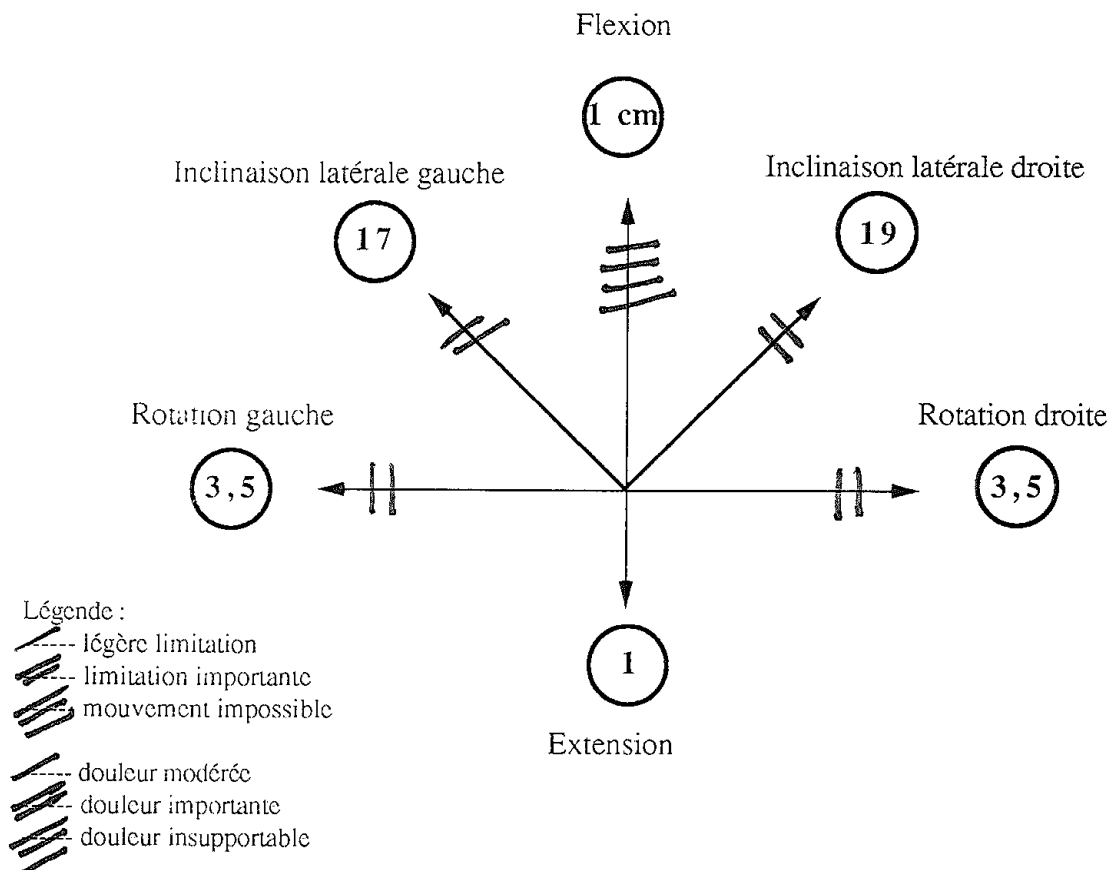 Flexion
1 cm
Inclinaison latérale gauche
Inclinaison latérale droite
17
19
Rotation gauche
Rotation droite
3,5
3,5
1
Extension
Légende :
légère limitation
limitation importante
mouvement impossible
douleur modérée
douleur importante
douleur insupportable